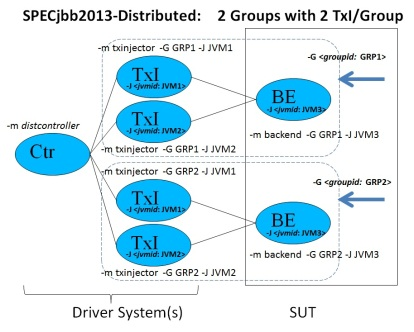 SPECjbb2013-Distributed: 2 Groups with 2 TxI/Group
-m txinjector -G GRP1 -J JVM1
-G <groupid: GRP1>
TxI
-J <jvmid: JVM1>
BE
-J <jvmid: JVM3>
TxI
-J <jvmid: JVM2>
-m distcontroller
-m backend -G GRP1 -J JVM3
-m txinjector -G GRP1 -J JVM2
Ctr
-m txinjector -G GRP2 -J JVM1
-G <groupid: GRP2>
TxI
-J <jvmid: JVM1>
BE
-J <jvmid: JVM3>
TxI
-J <jvmid: JVM2>
-m backend -G GRP2 -J JVM3
-m txinjector -G GRP2 -J JVM2
Driver System(s)
SUT